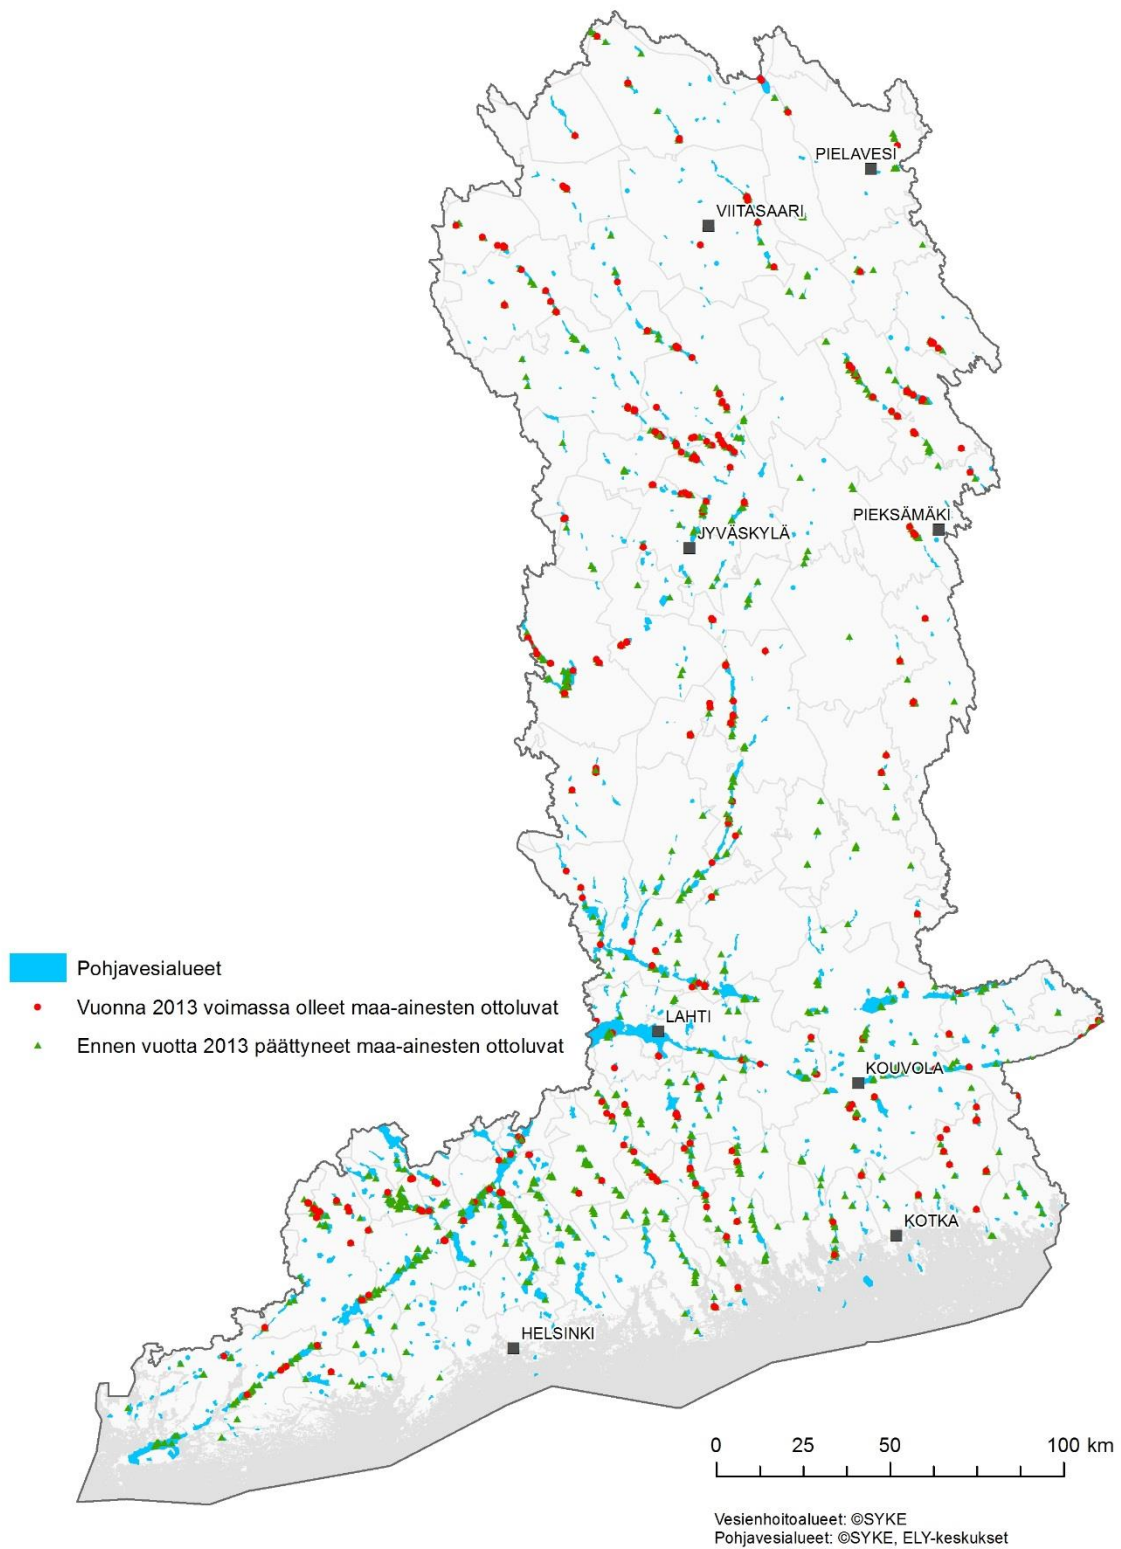 PIELAVESI
VIITASAARI
PIEKSÄMÄKI
JYVÄSKYLÄ
Pohjavesialueet
Vuonna 2013 voimassa olleet maa-ainesten ottoluvat
Ennen vuotta 2013 päättyneet maa-ainesten ottoluvat
LAHTI
KOUVOLA
KOTKA
HELSINKI
0 25 50 100 km
Vesienhoitoalueet: ©SYKE
Pohjavesialueet: ©SYKE, ELY-keskukset